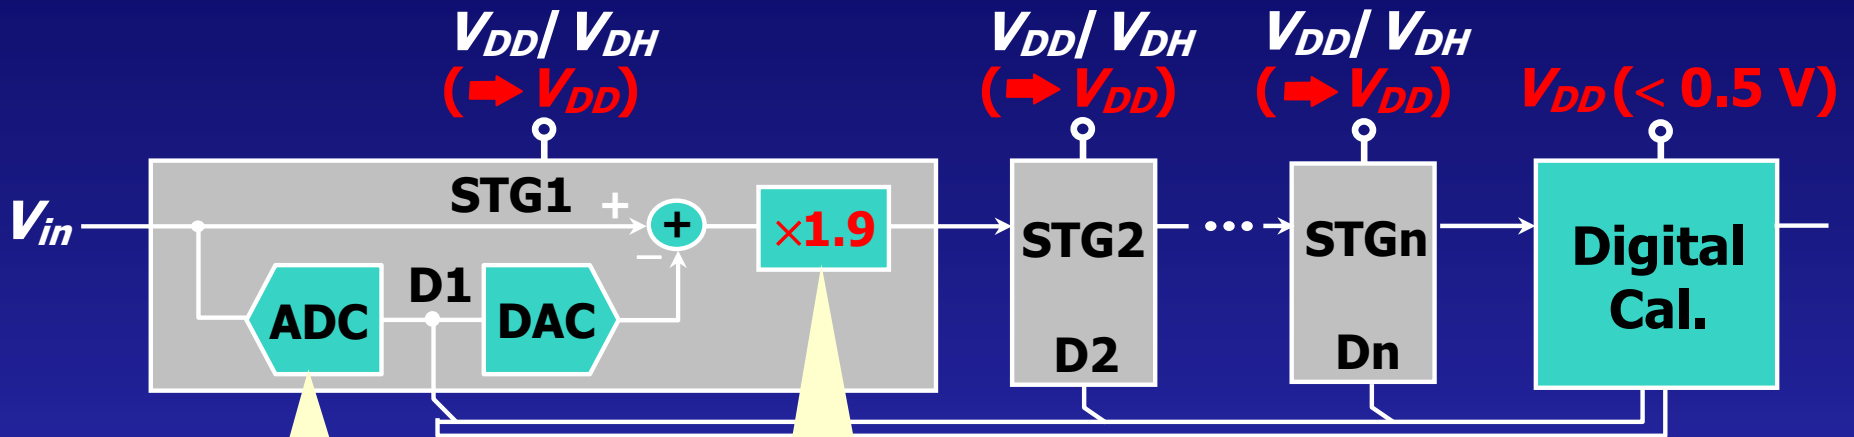 VDD/ VDH VDD/ VDH VDD/ VDH
(➡ VDD) (➡ VDD) (➡ VDD) VDD (< 0.5 V)
STG1 +
Vin + ×1.9 STG2 ••• STGn Digital Cal.
−
D1
ADC DAC
D2 Dn